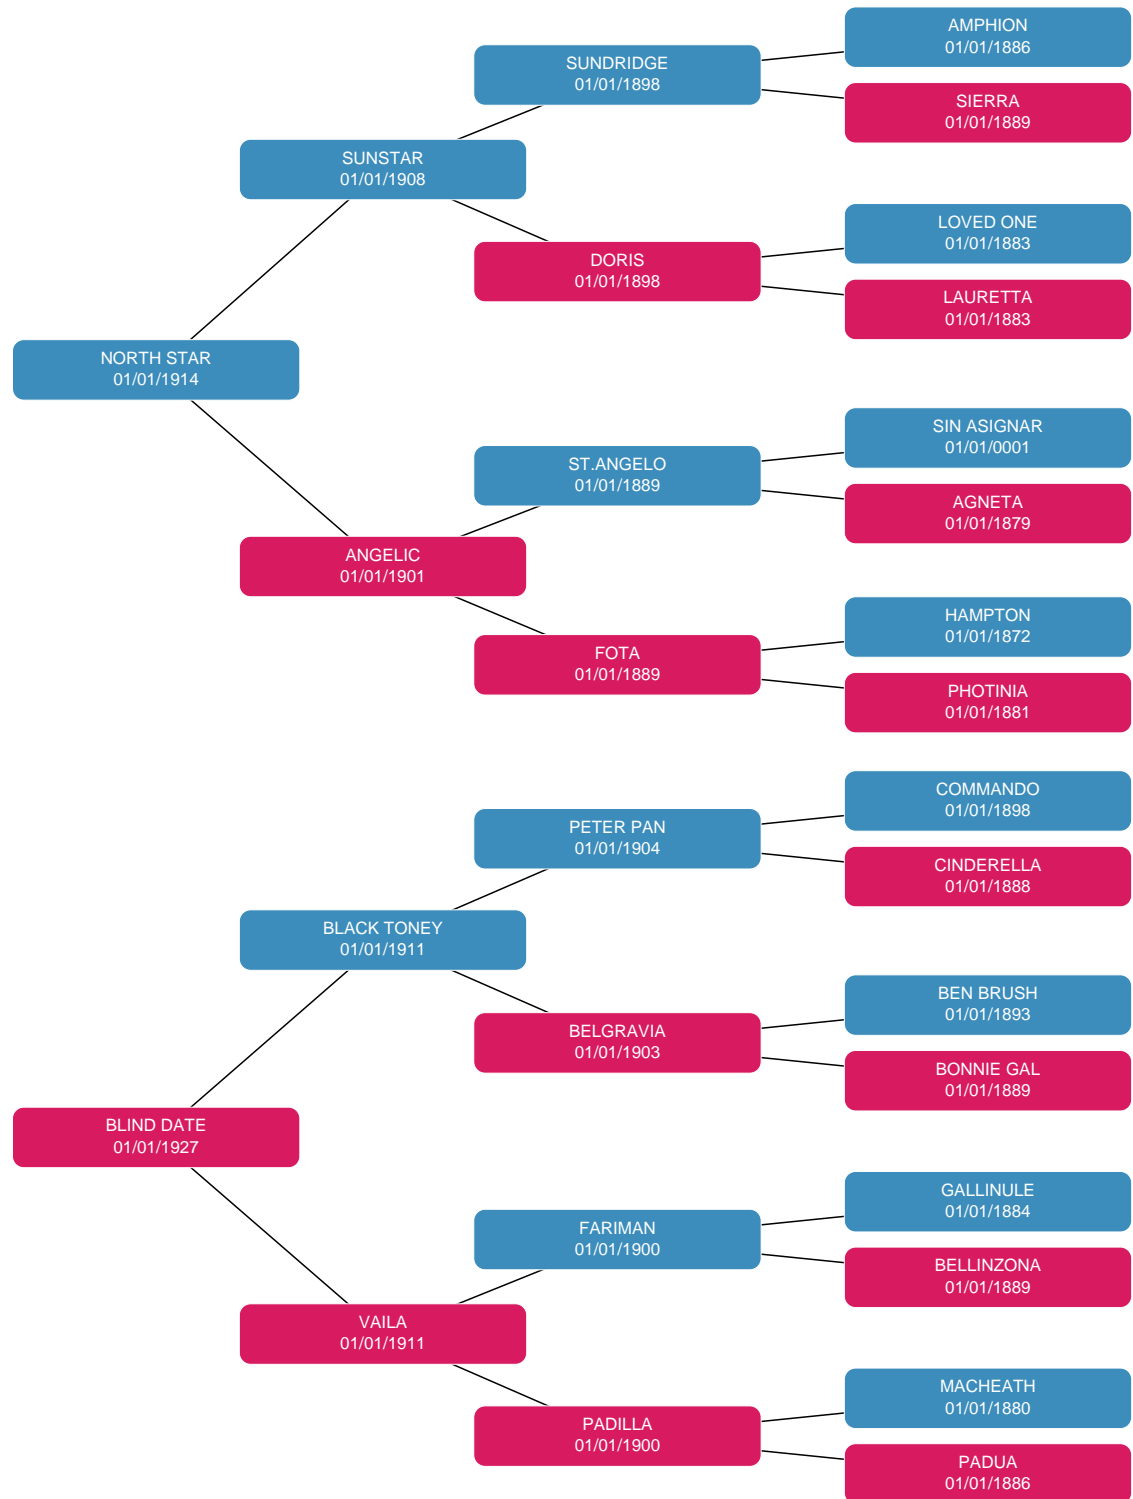 AMPHION
01/01/1886
SUNDRIDGE
01/01/1898
SIERRA
01/01/1889
SUNSTAR
01/01/1908
LOVED ONE
01/01/1883
DORIS
01/01/1898
LAURETTA
01/01/1883
NORTH STAR
01/01/1914
SIN ASIGNAR
01/01/0001
ST.ANGELO
01/01/1889
AGNETA
01/01/1879
ANGELIC
01/01/1901
HAMPTON
01/01/1872
FOTA
01/01/1889
PHOTINIA
01/01/1881
COMMANDO
01/01/1898
PETER PAN
01/01/1904
CINDERELLA
01/01/1888
BLACK TONEY
01/01/1911
BEN BRUSH
01/01/1893
BELGRAVIA
01/01/1903
BONNIE GAL
01/01/1889
BLIND DATE
01/01/1927
GALLINULE
01/01/1884
FARIMAN
01/01/1900
BELLINZONA
01/01/1889
VAILA
01/01/1911
MACHEATH
01/01/1880
PADILLA
01/01/1900
PADUA
01/01/1886